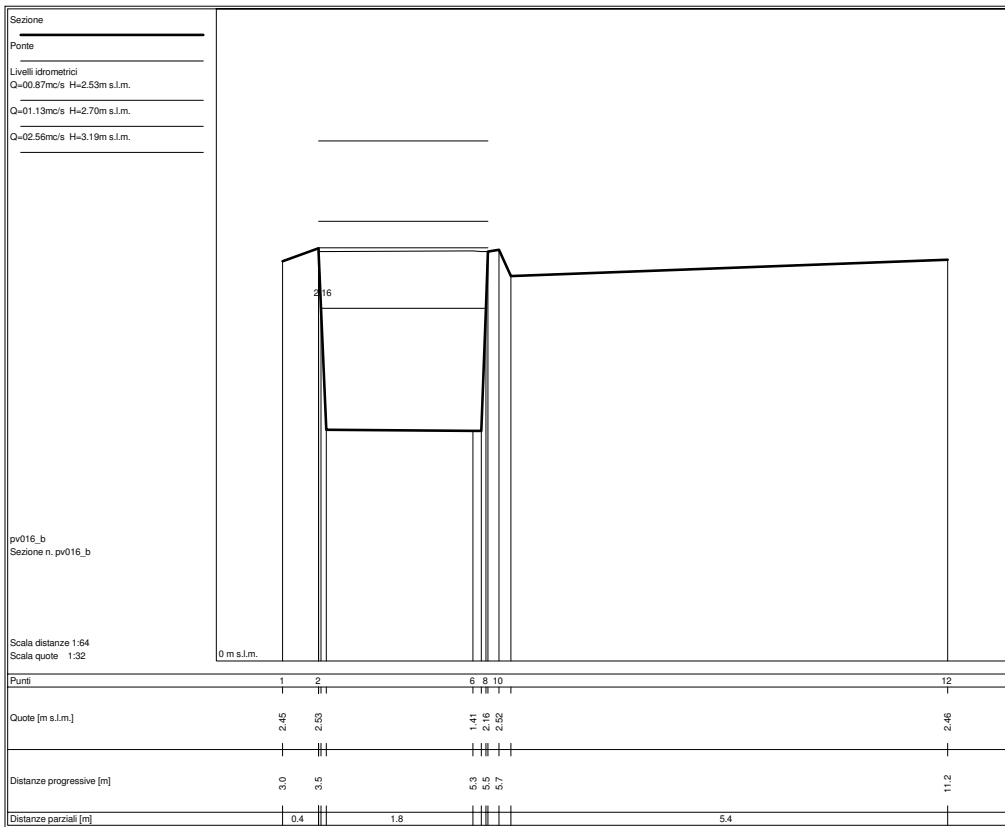 Sezione
Ponte
Livelli idrometrici
Q=00.87mc/s H=2.53m s.l.m.
Q=01.13mc/s H=2.70m s.l.m.
Q=02.56mc/s H=3.19m s.l.m.
2.16
pv016_b
Sezione n. pv016_b
Scala distanze 1:64
Scala quote 1:32
0 m s.l.m.
Punti 1 2 6 8 10 12
Quote [m s.l.m.] 2.45 2.53 1.41 2.16 2.52 2.46
Distanze progressive [m] 3.0 3.5 5.3 5.5 5.7 11.2
Distanze parziali [m] 0.4 1.8 5.4